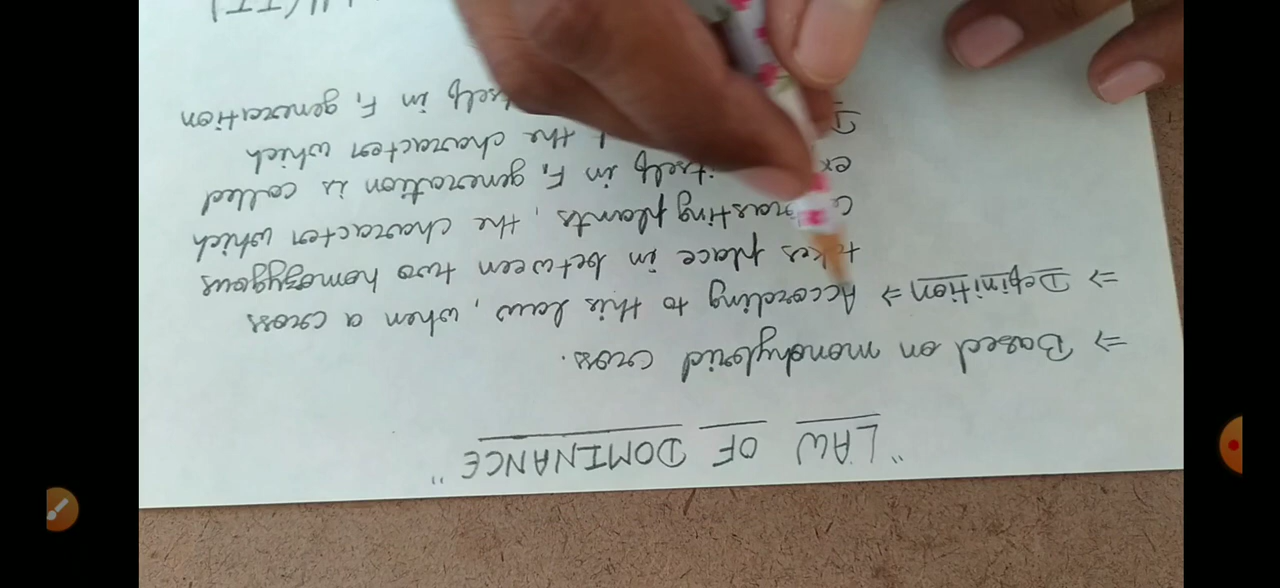 "LAW OF DOMINANCE"
⇒ Based on monohybrid cross.
⇒ Definition ⇒ According to this law, when a cross
takes place in between two homozygous
contrasting plants, the character which
itself in F₁ generation is called
the character which
itself in F₁ generation